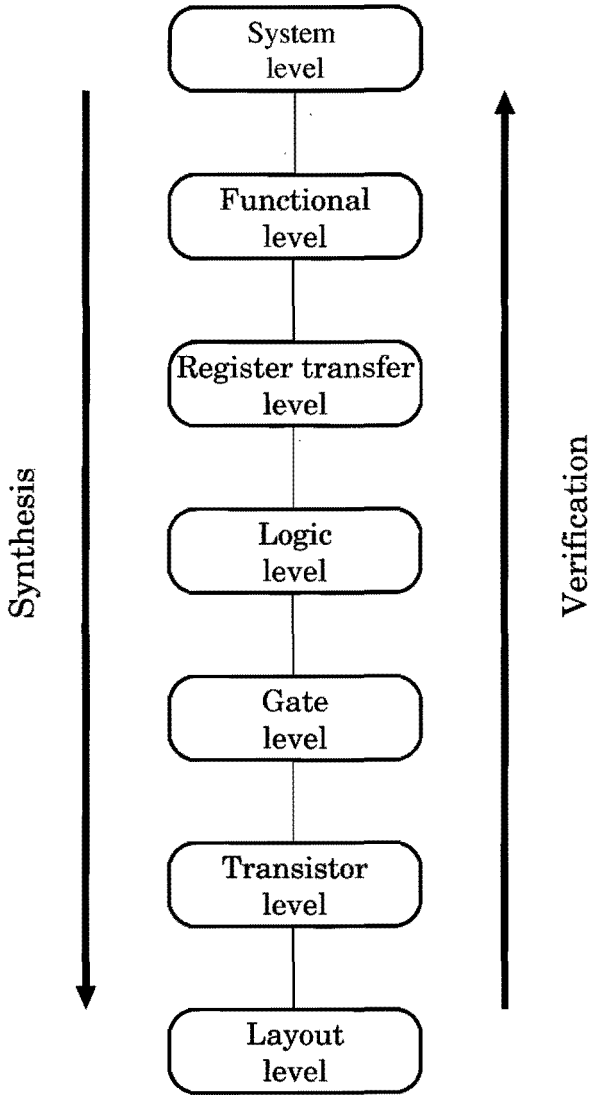 System
level
Functional
level
Register transfer
level
Logic
level
Gate
level
Transistor
level
Layout
level
Synthesis
Verification